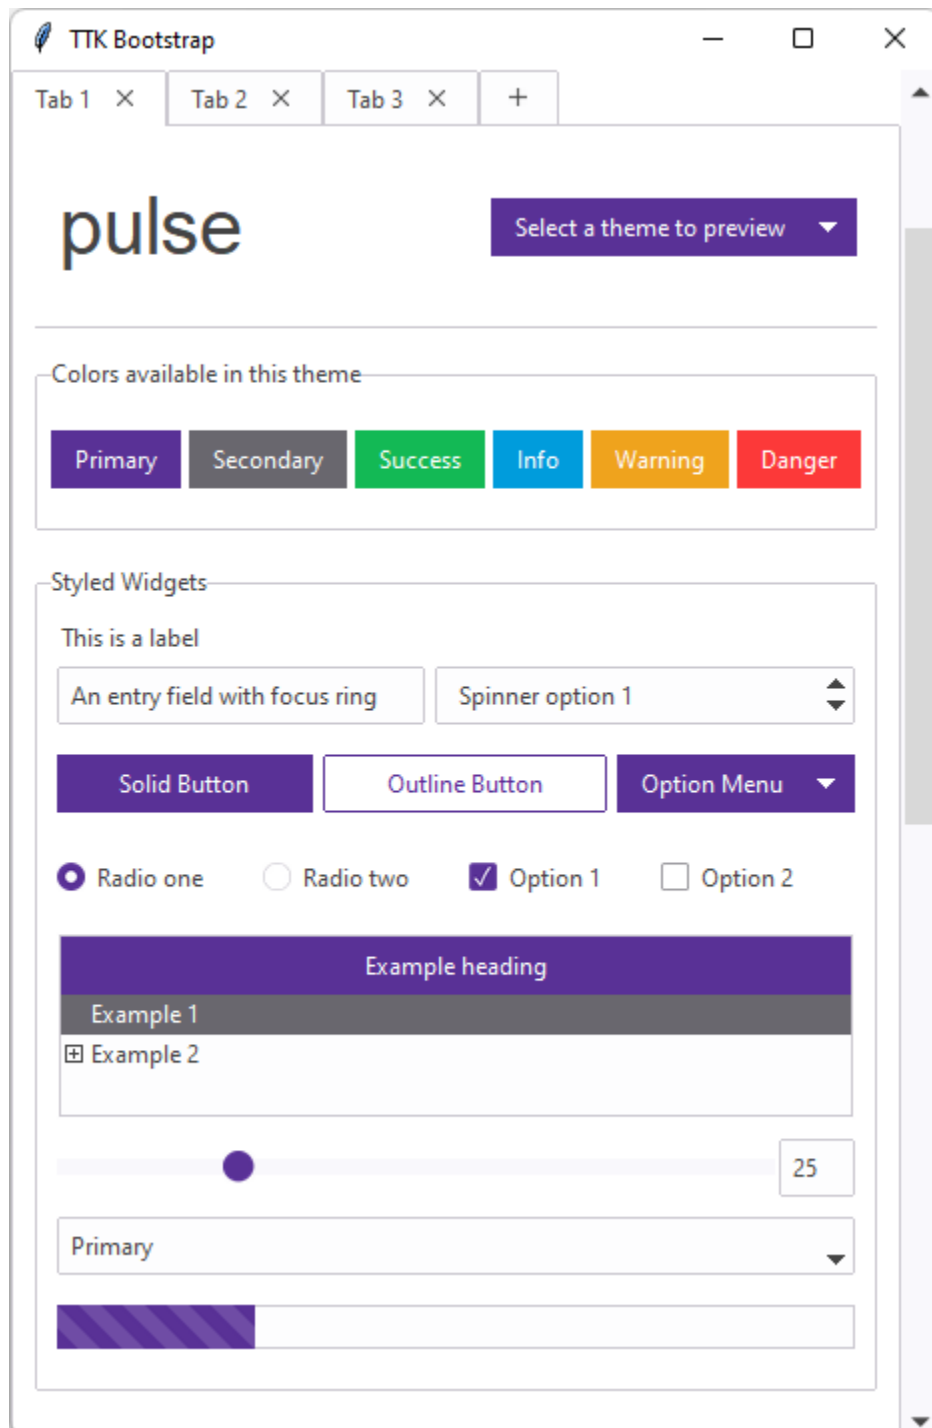 TTK Bootstrap
Tab 1 Tab 2 Tab 3 +
pulse
Select a theme to preview
Colors available in this theme
Primary Secondary Success Info Warning Danger
Styled Widgets
This is a label
An entry field with focus ring Spinner option 1
Solid Button Outline Button Option Menu
Radio one Radio two Option 1 Option 2
Example heading
Example 1
Example 2
25
Primary